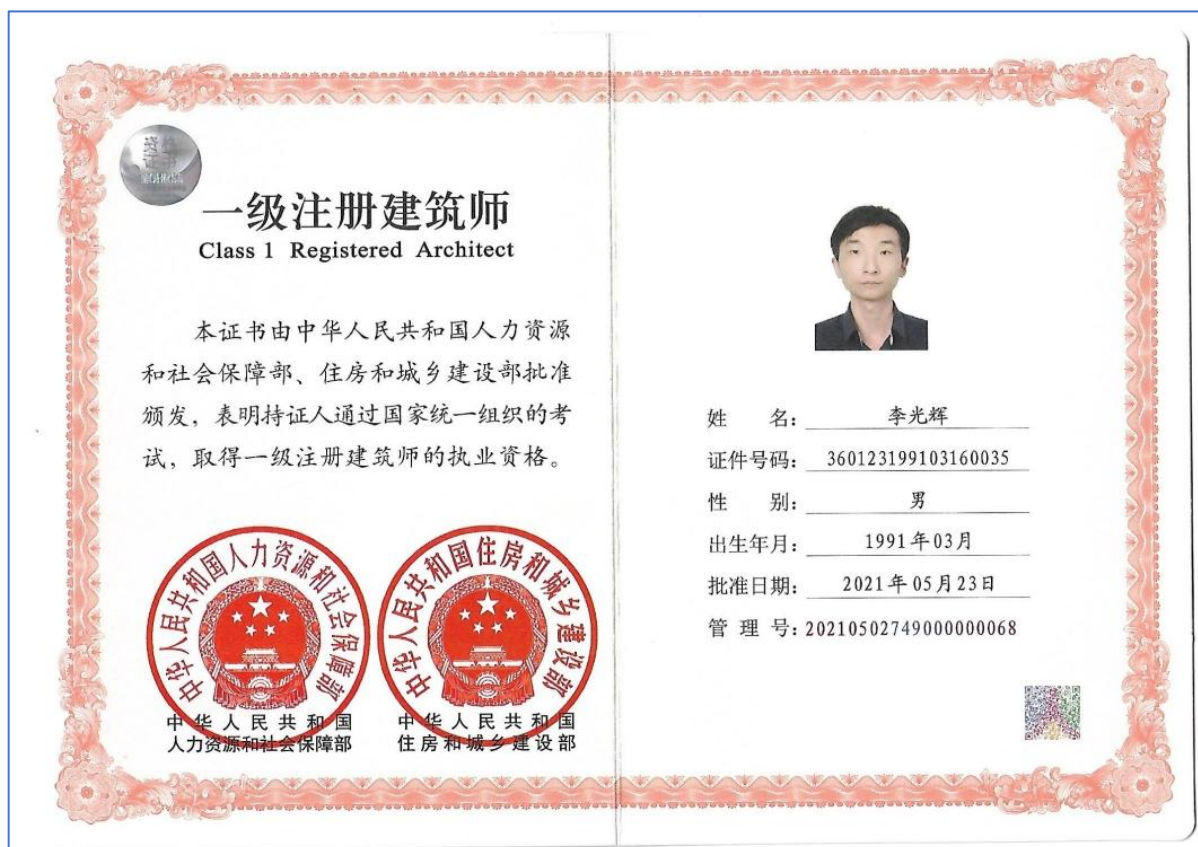 一级注册建筑师
Class 1 Registered Architect
本证书由中华人民共和国人力资源
和社会保障部、住房和城乡建设部批准
颁发，表明持证人通过国家统一组织的考
试，取得一级注册建筑师的执业资格。
中华人民共和国人力资源和社会保障部
中华人民共和国
人力资源和社会保障部
中华人民共和国住房和城乡建设部
中华人民共和国
住房和城乡建设部
姓 名：李光辉
证件号码：360123199103160035
性 别：男
出生年月：1991年03月
批准日期：2021年05月23日
管 理 号：20210502749000000068